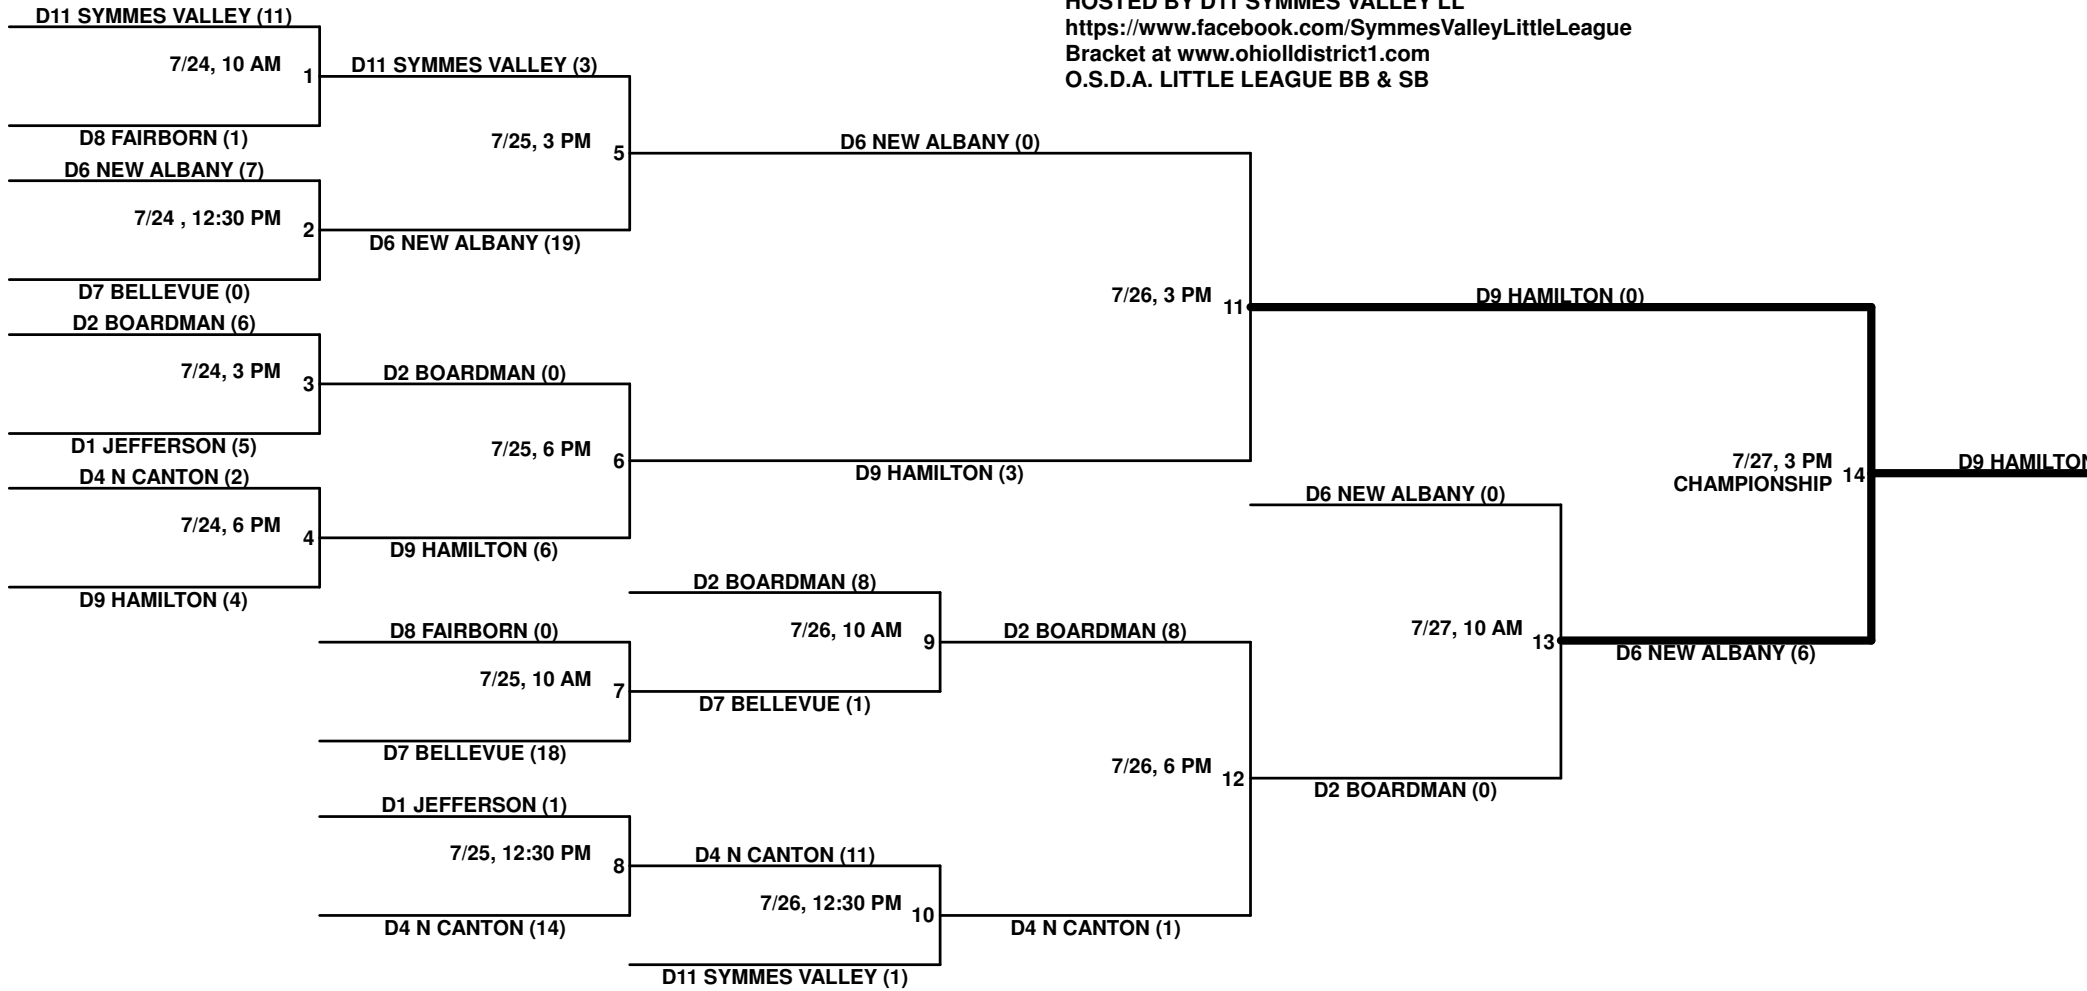 HOSTED BY D11 SYMMES VALLEY LL
https://www.facebook.com/SymmesValleyLittleLeague
Bracket at www.ohiolldistrict1.com
O.S.D.A. LITTLE LEAGUE BB & SB
D11 SYMMES VALLEY (11)
7/24, 10 AM 1
D8 FAIRBORN (1)
D6 NEW ALBANY (7)
7/24 , 12:30 PM 2
D7 BELLEVUE (0)
D2 BOARDMAN (6)
7/24, 3 PM 3
D1 JEFFERSON (5)
D4 N CANTON (2)
7/24, 6 PM 4
D9 HAMILTON (4)
D11 SYMMES VALLEY (3)
7/25, 3 PM 5
D6 NEW ALBANY (19)
D2 BOARDMAN (0)
7/25, 6 PM 6
D9 HAMILTON (6)
D8 FAIRBORN (0)
7/25, 10 AM 7
D7 BELLEVUE (18)
D1 JEFFERSON (1)
7/25, 12:30 PM 8
D4 N CANTON (14)
D2 BOARDMAN (8)
7/26, 10 AM 9
D7 BELLEVUE (1)
D4 N CANTON (11)
7/26, 12:30 PM 10
D11 SYMMES VALLEY (1)
D6 NEW ALBANY (0)
7/26, 3 PM 11
D9 HAMILTON (3)
D2 BOARDMAN (8)
7/26, 6 PM 12
D4 N CANTON (1)
D6 NEW ALBANY (0)
7/27, 10 AM 13
D2 BOARDMAN (0)
D9 HAMILTON (0)
7/27, 3 PM 14
CHAMPIONSHIP
D6 NEW ALBANY (6)
D9 HAMILTON